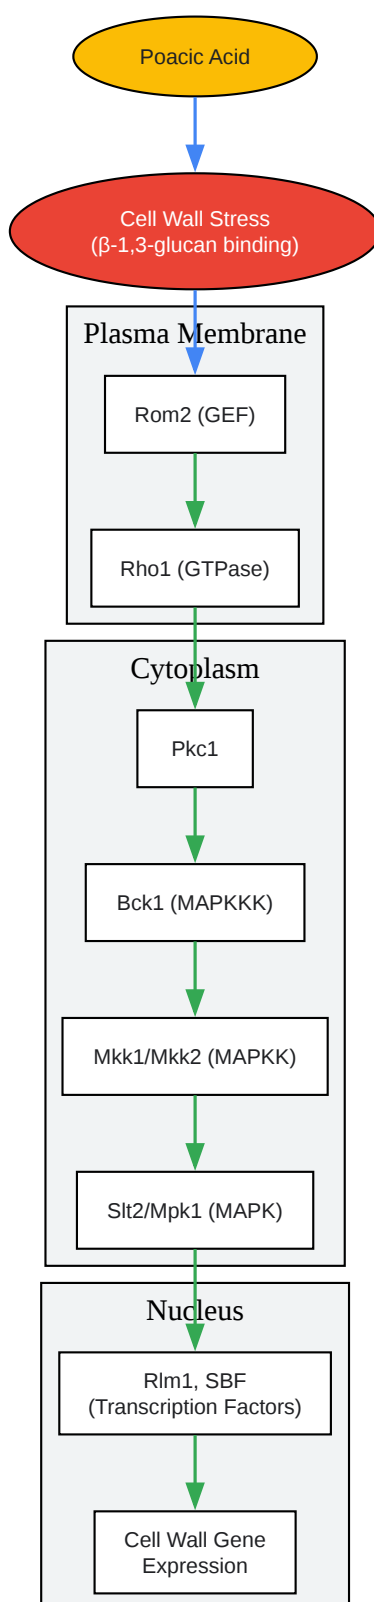 Poacic Acid
Cell Wall Stress
(β-1,3-glucan binding)
Plasma Membrane
Rom2 (GEF)
Rho1 (GTPase)
Cytoplasm
Pkc1
Bck1 (MAPKKK)
Mkk1/Mkk2 (MAPKK)
Slt2/Mpk1 (MAPK)
Nucleus
Rlm1, SBF
(Transcription Factors)
Cell Wall Gene
Expression